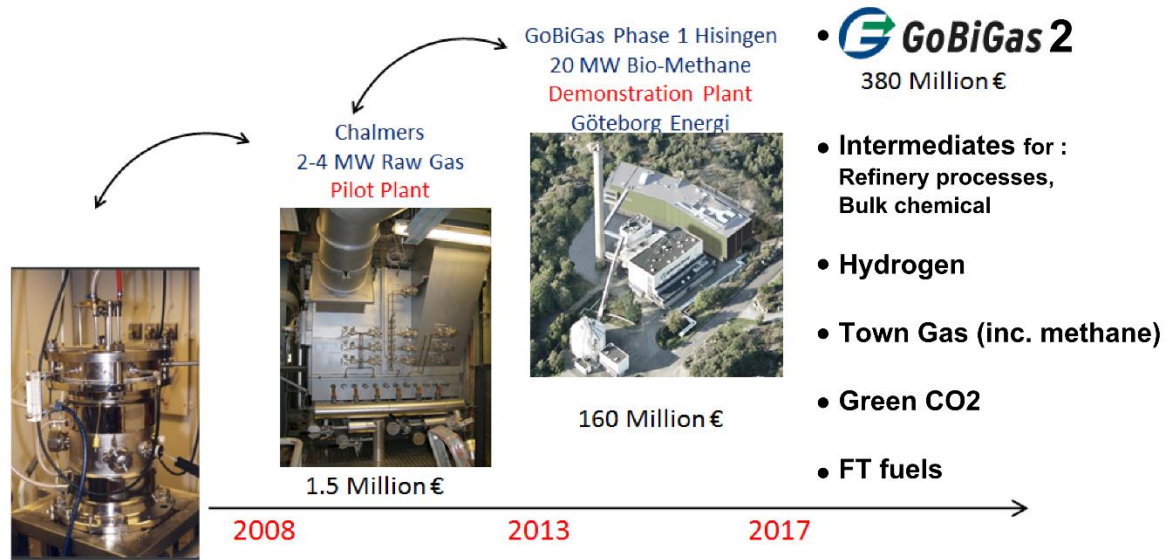 GoBiGas Phase 1 Hisingen
20 MW Bio-Methane
Demonstration Plant
Göteborg Energi
Chalmers
2-4 MW Raw Gas
Pilot Plant
• GoBiGas 2
380 Million €
• Intermediates for :
Refinery processes,
Bulk chemical
• Hydrogen
• Town Gas (inc. methane)
• Green CO2
• FT fuels
160 Million €
1.5 Million €
2008
2013
2017